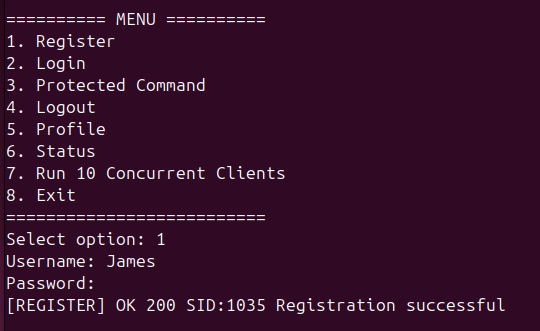 ========== MENU ==========
1. Register
2. Login
3. Protected Command
4. Logout
5. Profile
6. Status
7. Run 10 Concurrent Clients
8. Exit
==========================
Select option: 1
Username: James
Password:
[REGISTER] OK 200 SID:1035 Registration successful